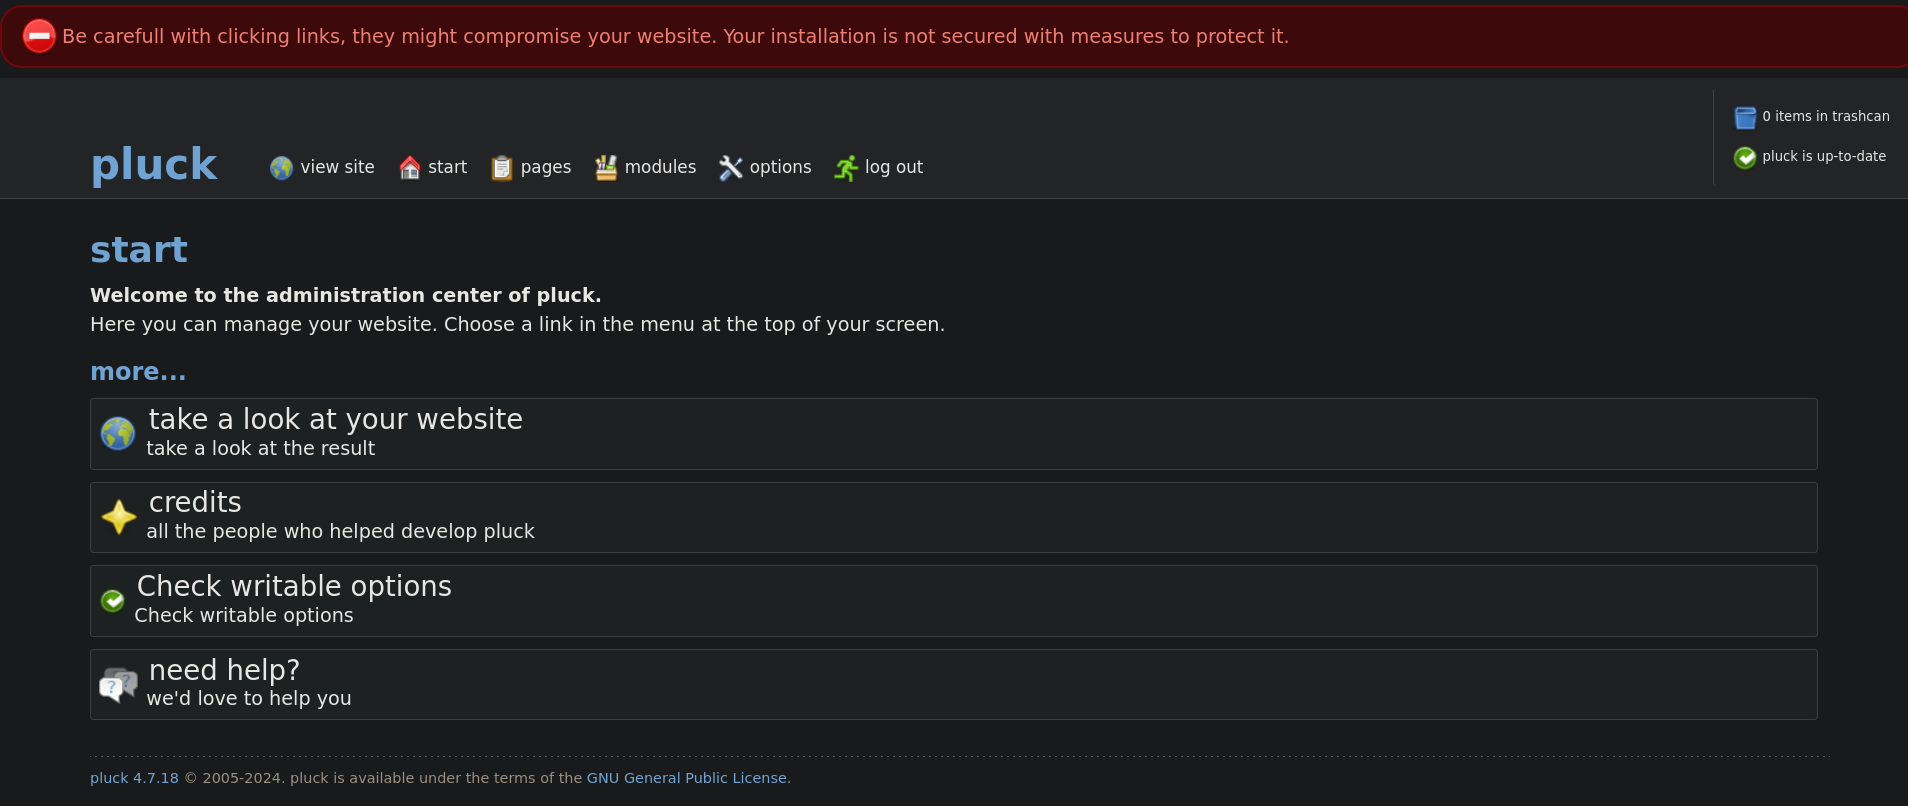 Be carefull with clicking links, they might compromise your website. Your installation is not secured with measures to protect it.
0 items in trashcan
pluck is up-to-date
pluck view site start pages modules options log out
start
Welcome to the administration center of pluck.
Here you can manage your website. Choose a link in the menu at the top of your screen.
more...
take a look at your website
take a look at the result
credits
all the people who helped develop pluck
Check writable options
Check writable options
need help?
we'd love to help you
pluck 4.7.18 © 2005-2024. pluck is available under the terms of the GNU General Public License.